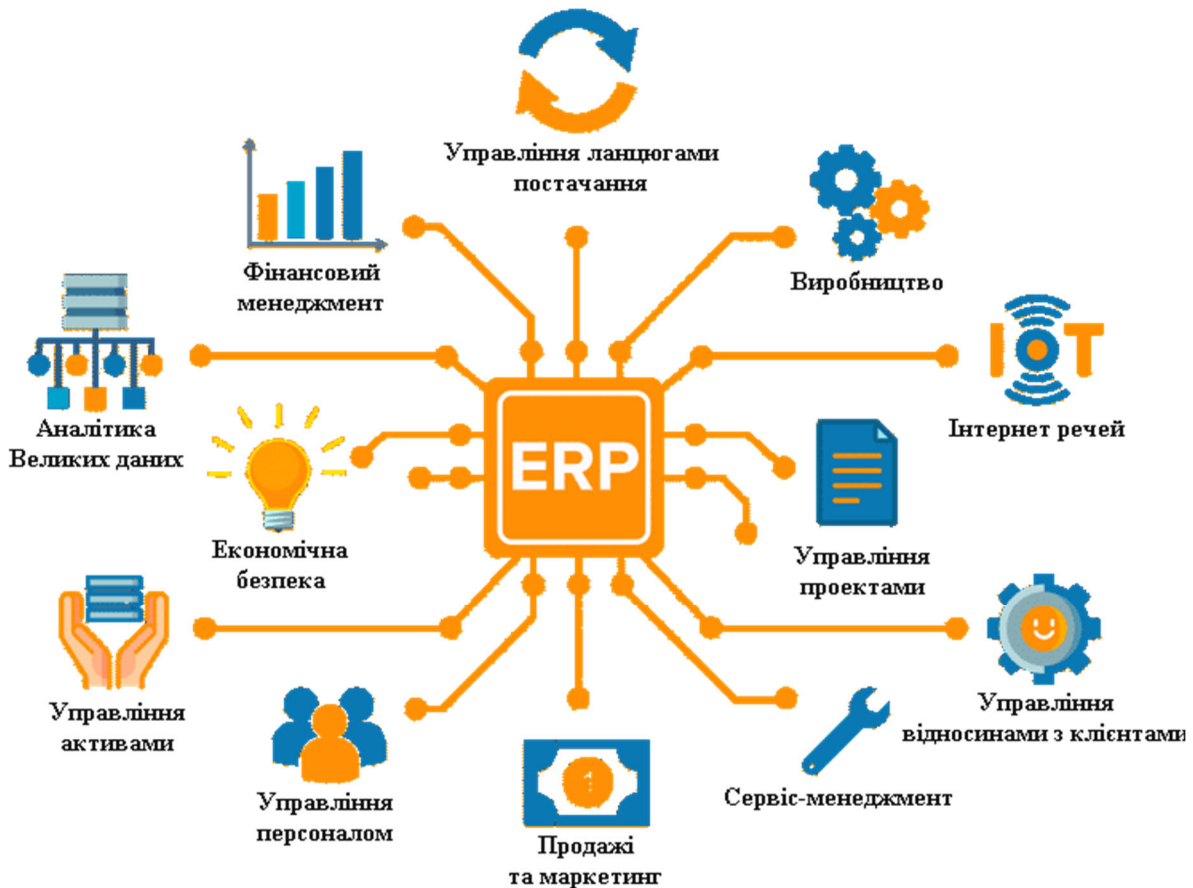 Управління ланцюгами
постачання
Фінансовий
менеджмент
Виробництво
Аналітика
Великих даних
IoT
Інтернет речей
ERP
Економічна
безпека
Управління
проектами
Управління
активами
Управління
персоналом
Продажі
та маркетинг
Сервіс-менеджмент
Управління
відносинами з клієнтами